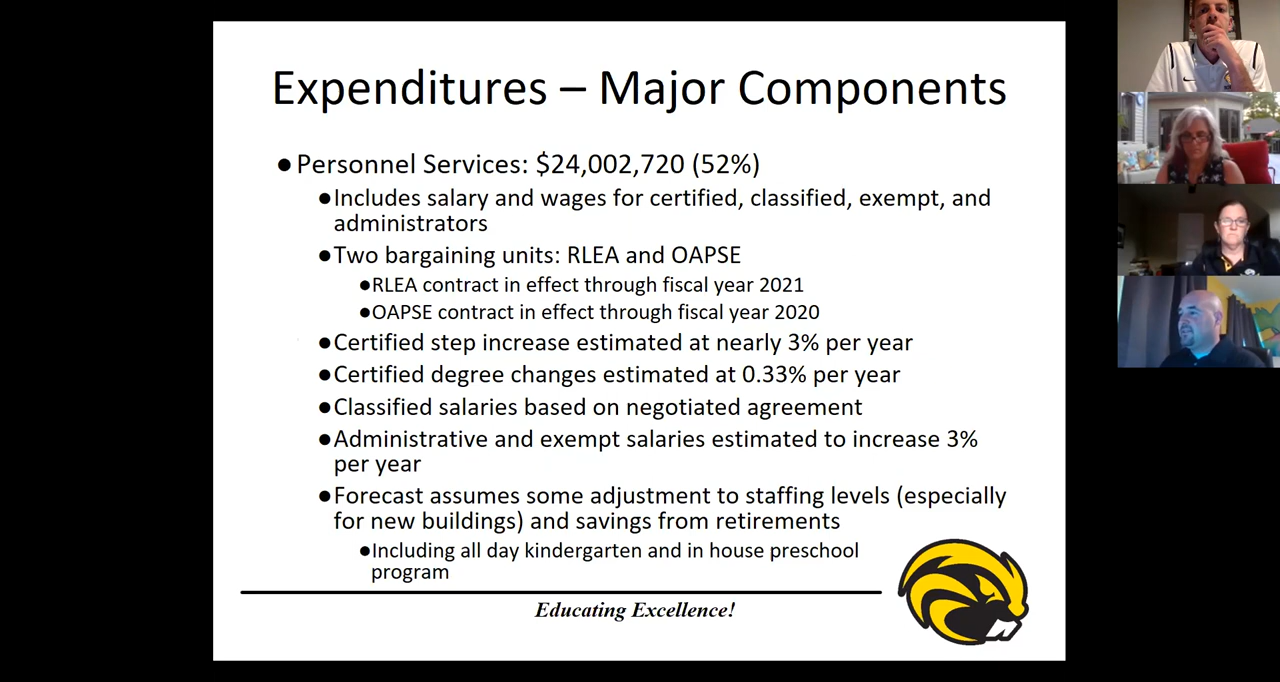 Expenditures – Major Components
●Personnel Services: $24,002,720 (52%)
●Includes salary and wages for certified, classified, exempt, and
administrators
●Two bargaining units: RLEA and OAPSE
●RLEA contract in effect through fiscal year 2021
●OAPSE contract in effect through fiscal year 2020
●Certified step increase estimated at nearly 3% per year
●Certified degree changes estimated at 0.33% per year
●Classified salaries based on negotiated agreement
●Administrative and exempt salaries estimated to increase 3%
per year
●Forecast assumes some adjustment to staffing levels (especially
for new buildings) and savings from retirements
●Including all day kindergarten and in house preschool
program
Educating Excellence!